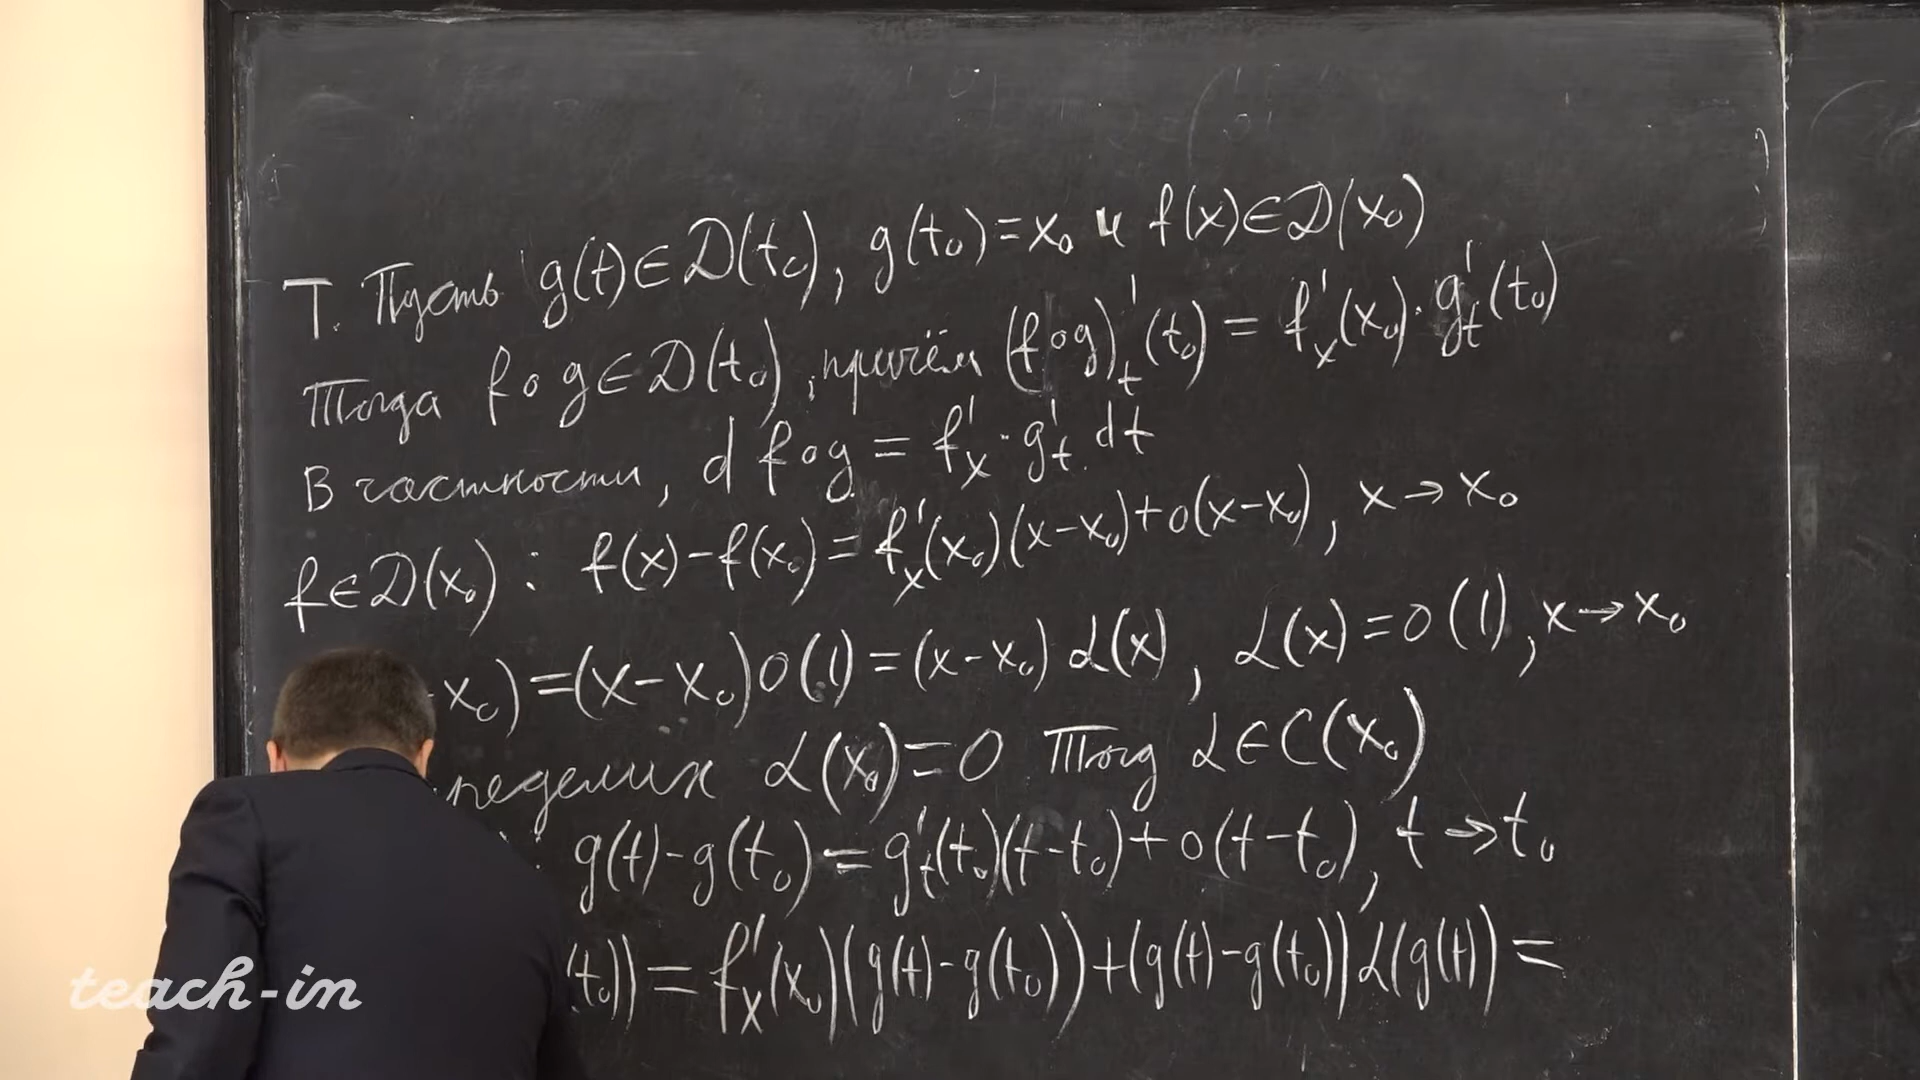 Т. Пусть g(t)∈D(t₀), g(t₀)=x₀ и f(x)∈D(x₀)
Тогда f∘g∈D(t₀), причём (f∘g)'ₜ(t₀) = f'ₓ(x₀)·g'ₜ(t₀)
В частности, d f∘g = f'ₓ·g'ₜ dt
f∈D(x₀): f(x)-f(x₀)=f'ₓ(x₀)(x-x₀)+o(x-x₀), x→x₀
-x₀)=(x-x₀)o(1)=(x-x₀)α(x), α(x)=o(1), x→x₀
пределим α(x₀)=0 Тогд α∈C(x₀)
: g(t)-g(t₀)=g'ₜ(t₀)(t-t₀)+o(t-t₀), t→t₀
(t₀))=f'ₓ(x₀)(g(t)-g(t₀))+(g(t)-g(t₀))α(g(t))=
teach-in